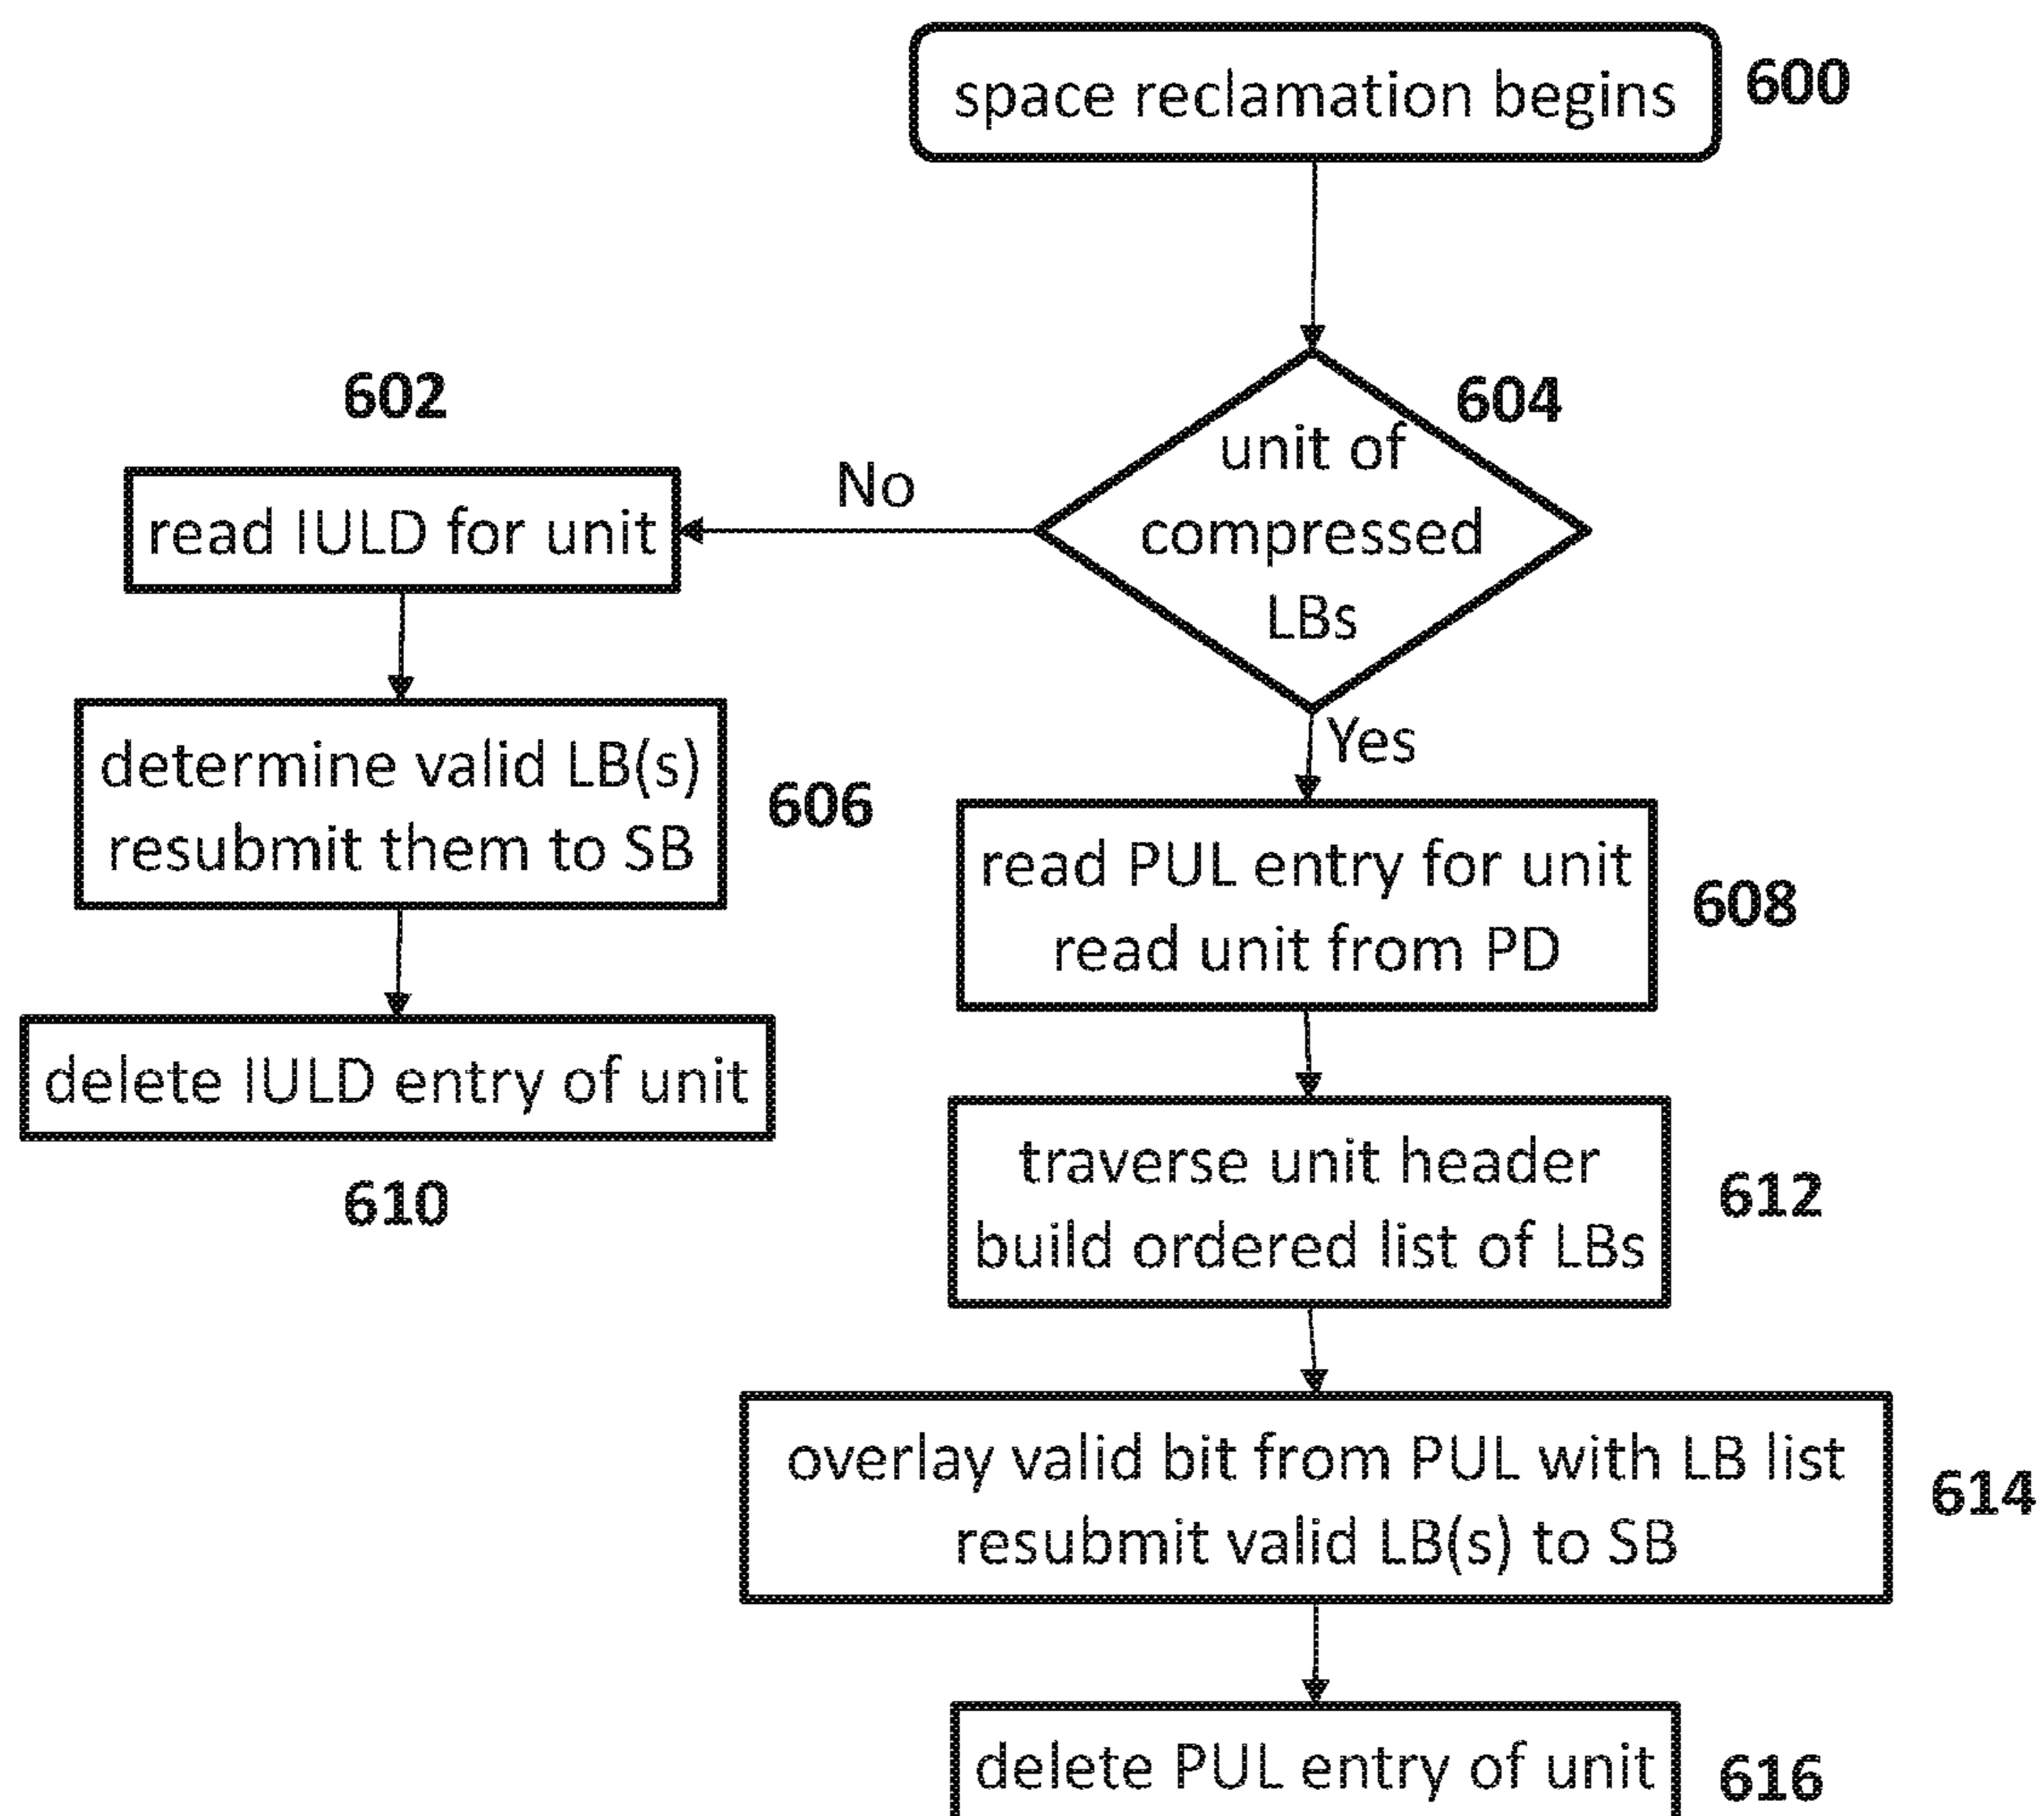 space reclamation begins
600
604
unit of
compressed
LBs
No
602
read IULD for unit
determine valid LB(s)
resubmit them to SB
606
delete IULD entry of unit
610
Yes
read PUL entry for unit
read unit from PD
608
traverse unit header
build ordered list of LBs
612
overlay valid bit from PUL with LB list
resubmit valid LB(s) to SB
614
delete PUL entry of unit
616